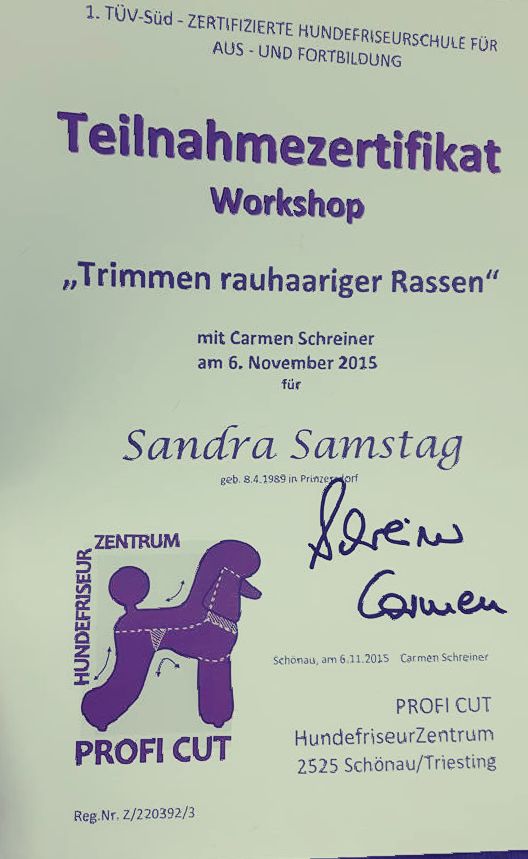 1. TÜV-Süd - ZERTIFIZIERTE HUNDEFRISEURSCHULE FÜR
AUS - UND FORTBILDUNG
Teilnahmezertifikat
Workshop
„Trimmen rauhaariger Rassen“
mit Carmen Schreiner
am 6. November 2015
für
Sandra Samstag
geb. 8.4.1989 in Prinzersdorf
Schreiner
Carmen
Schönau, am 6.11.2015 Carmen Schreiner
HUNDEFRISEUR
ZENTRUM
PROFI CUT
PROFI CUT
HundefriseurZentrum
2525 Schönau/Triesting
Reg.Nr. Z/220392/3